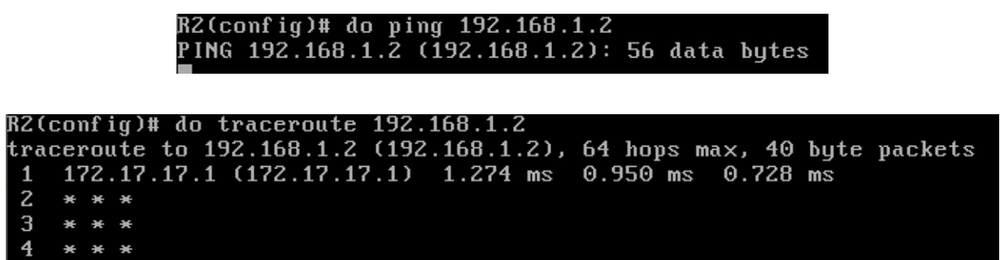 R2(config)# do ping 192.168.1.2
PING 192.168.1.2 (192.168.1.2): 56 data bytes
R2(config)# do traceroute 192.168.1.2
traceroute to 192.168.1.2 (192.168.1.2), 64 hops max, 40 byte packets
1 172.17.17.1 (172.17.17.1) 1.274 ms 0.950 ms 0.728 ms
2 * * *
3 * * *
4 * * *